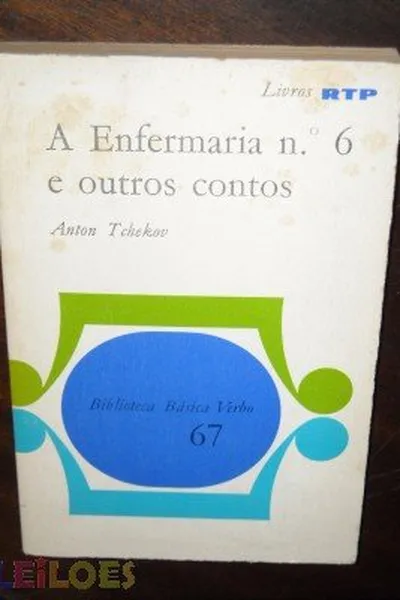 Livros RTP
A Enfermaria n.º 6
e outros contos
Anton Tchekov
Biblioteca Básica Verbo
67
LEILOES